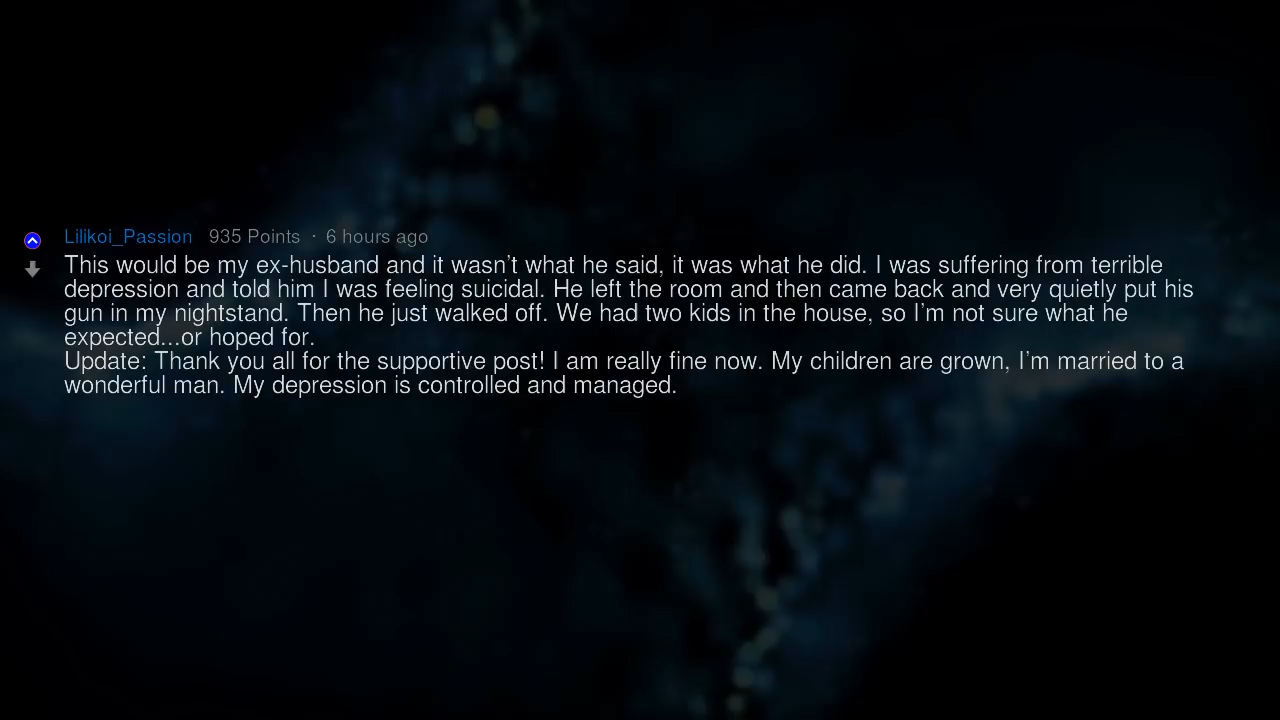 Lilikoi_Passion 935 Points · 6 hours ago
This would be my ex-husband and it wasn't what he said, it was what he did. I was suffering from terrible
depression and told him I was feeling suicidal. He left the room and then came back and very quietly put his
gun in my nightstand. Then he just walked off. We had two kids in the house, so I'm not sure what he
expected...or hoped for.
Update: Thank you all for the supportive post! I am really fine now. My children are grown, I'm married to a
wonderful man. My depression is controlled and managed.